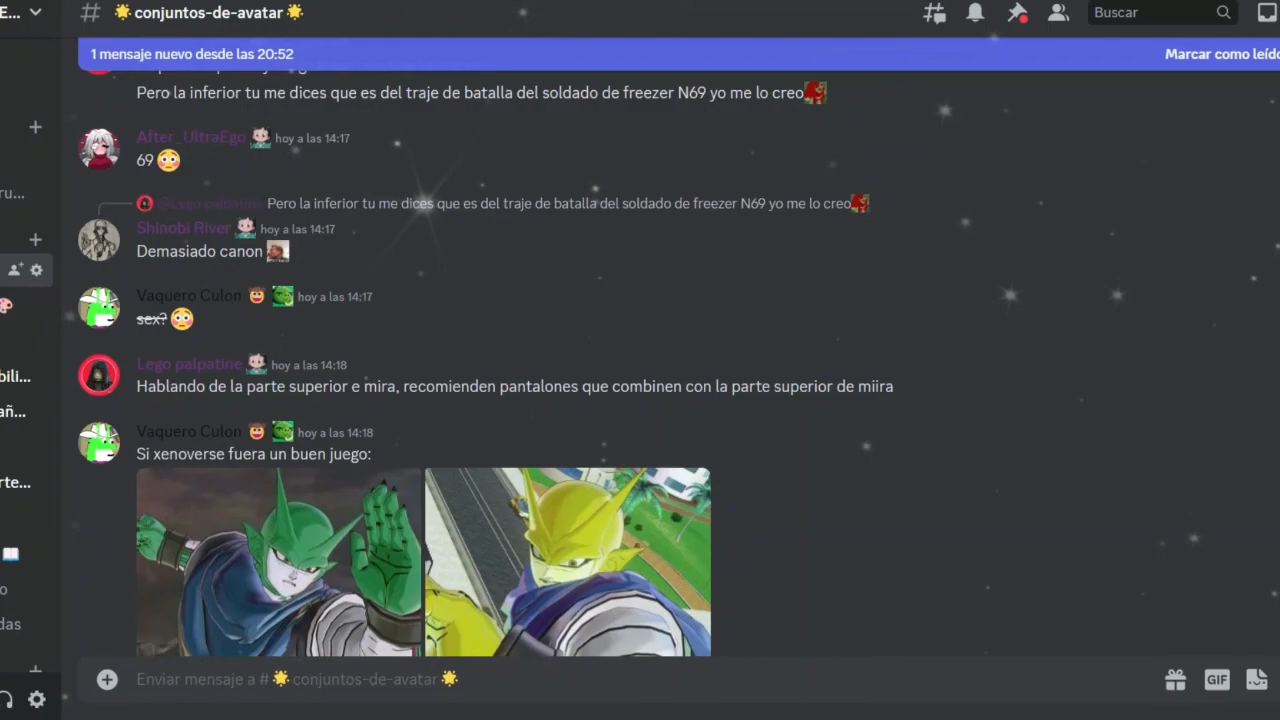 E...
# 🌟conjuntos-de-avatar🌟
Buscar
1 mensaje nuevo desde las 20:52
Marcar como leído
Pero la inferior tu me dices que es del traje de batalla del soldado de freezer N69 yo me lo creo
After_UltraEgo hoy a las 14:17
69 😳
@Lego palpatine Pero la inferior tu me dices que es del traje de batalla del soldado de freezer N69 yo me lo creo
Shinobi River hoy a las 14:17
Demasiado canon
Vaquero Culon hoy a las 14:17
sex? 😳
Lego palpatine hoy a las 14:18
Hablando de la parte superior e mira, recomienden pantalones que combinen con la parte superior de miira
Vaquero Culon hoy a las 14:18
Si xenoverse fuera un buen juego:
Enviar mensaje a #🌟conjuntos-de-avatar🌟
GIF
ru...
bili...
añ...
rte...
o
das